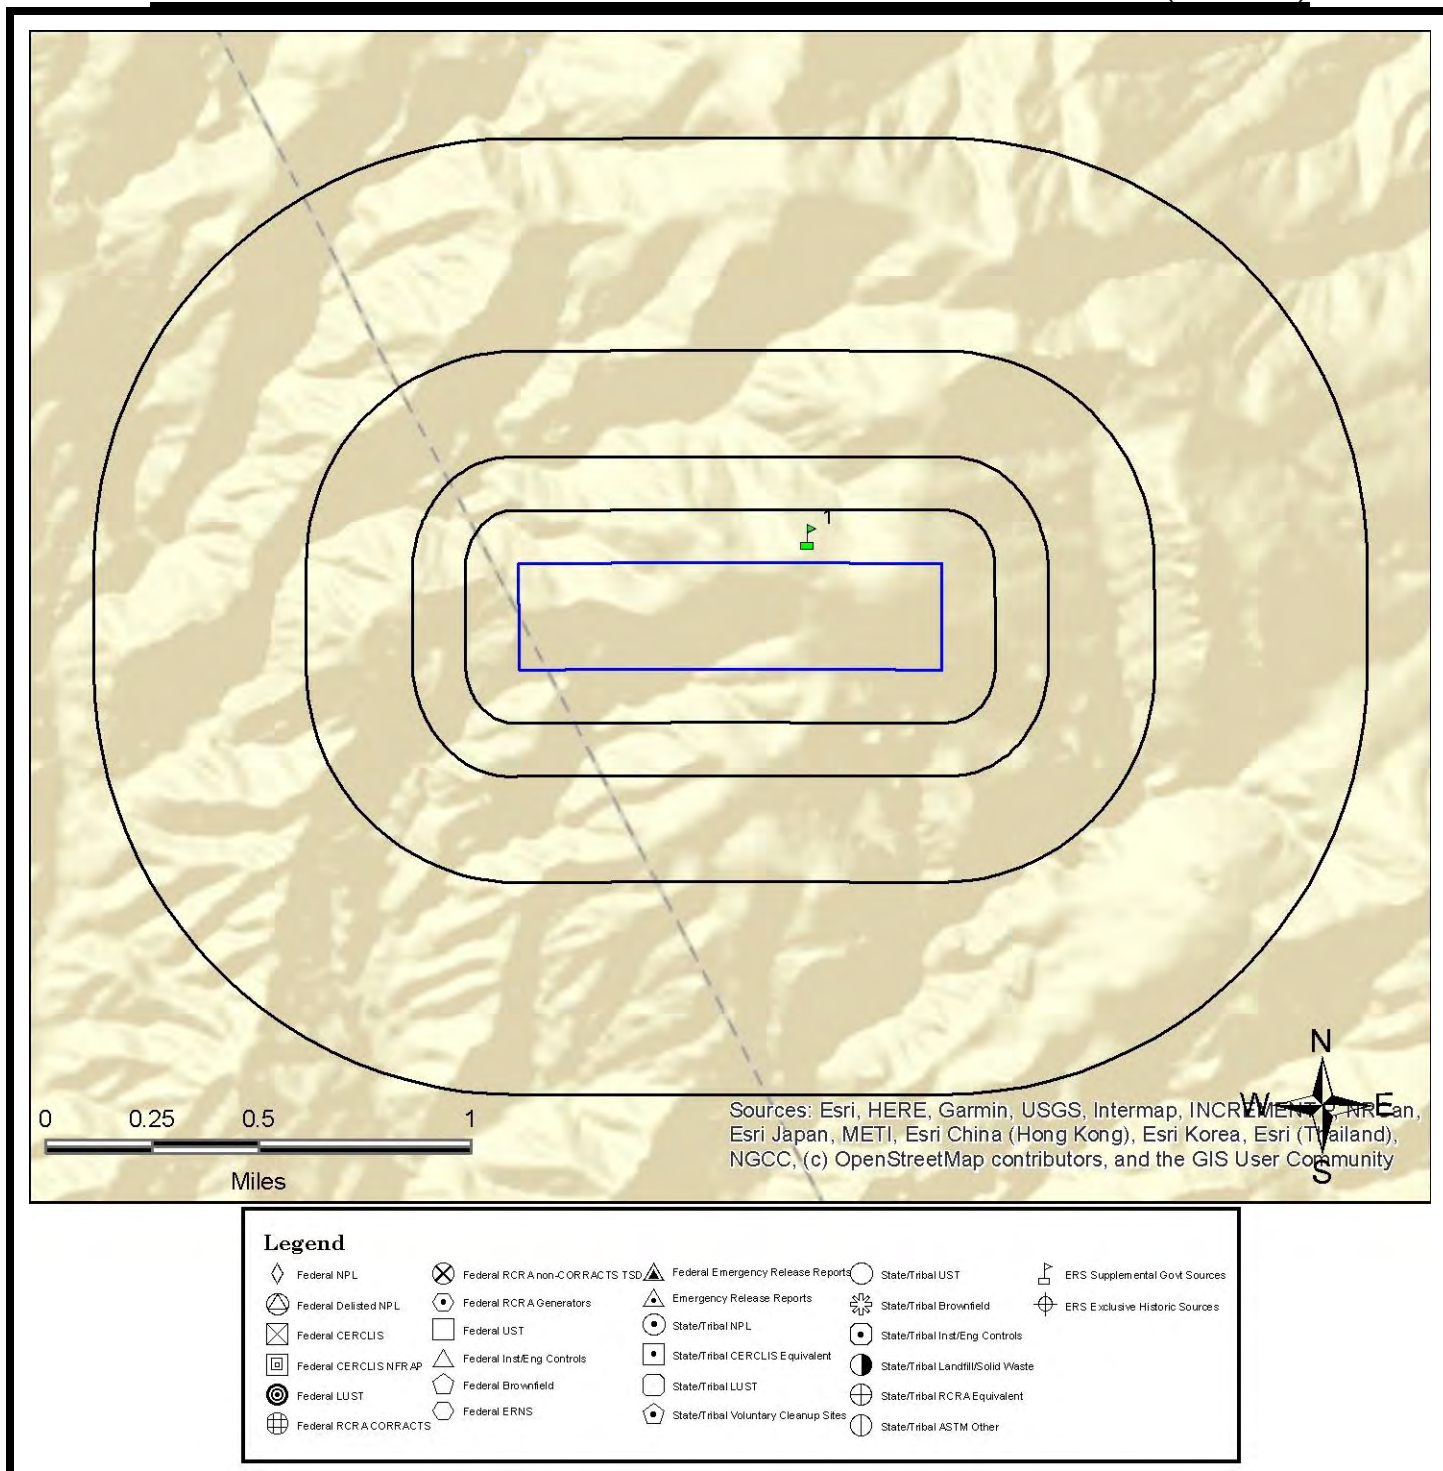 1
N
W E
S
0 0.25 0.5 1
Miles
Sources: Esri, HERE, Garmin, USGS, Intermap,
Esri Japan, METI, Esri China (Hong Kong), Esri Korea, Esri (Thailand),
NGCC, (c) OpenStreetMap contributors, and the GIS User Community
Legend
Federal NPL
Federal Delisted NPL
Federal CERCLIS
Federal CERCLIS NFRAP
Federal LUST
Federal RCRA CORRACTS
Federal RCRA non-CORRACTS TSD
Federal RCRA Generators
Federal UST
Federal Inst/Eng Controls
Federal Brownfield
Federal ERNS
Federal Emergency Release Reports
Emergency Release Reports
State/Tribal NPL
State/Tribal CERCLIS Equivalent
State/Tribal LUST
State/Tribal Voluntary Cleanup Sites
State/Tribal UST
State/Tribal Brownfield
State/Tribal Inst/Eng Controls
State/Tribal Landfill/Solid Waste
State/Tribal RCRA Equivalent
State/Tribal ASTM Other
ERS Supplemental Govt Sources
ERS Exclusive Historic Sources